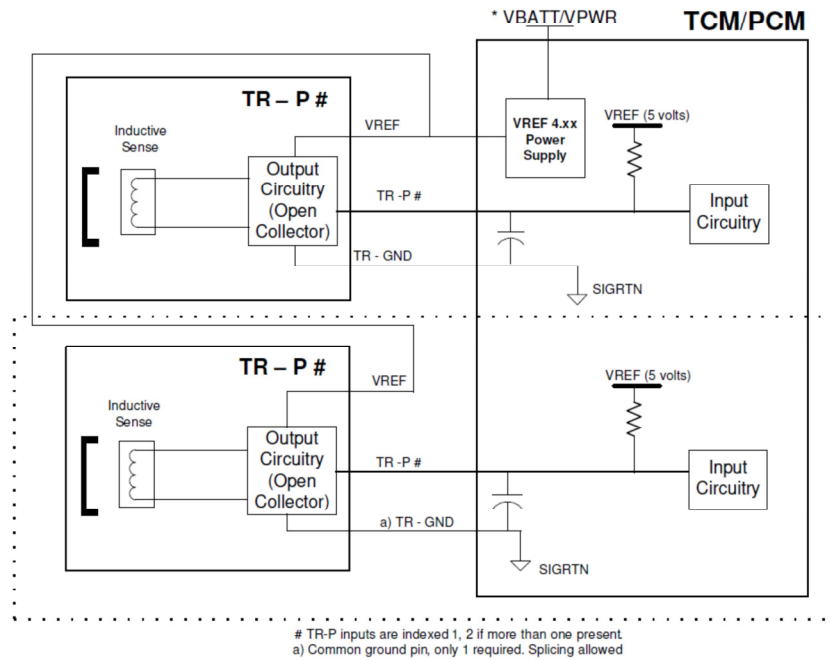 * VBATT/VPWR
TCM/PCM
TR – P #
Inductive
Sense
VREF
Output
Circuitry
(Open
Collector)
TR -P #
TR - GND
VREF 4.xx
Power
Supply
VREF (5 volts)
Input
Circuitry
SIGRTN
TR – P #
Inductive
Sense
VREF
Output
Circuitry
(Open
Collector)
TR -P #
a) TR - GND
VREF (5 volts)
Input
Circuitry
SIGRTN
# TR-P inputs are indexed 1, 2 if more than one present.
a) Common ground pin, only 1 required. Splicing allowed